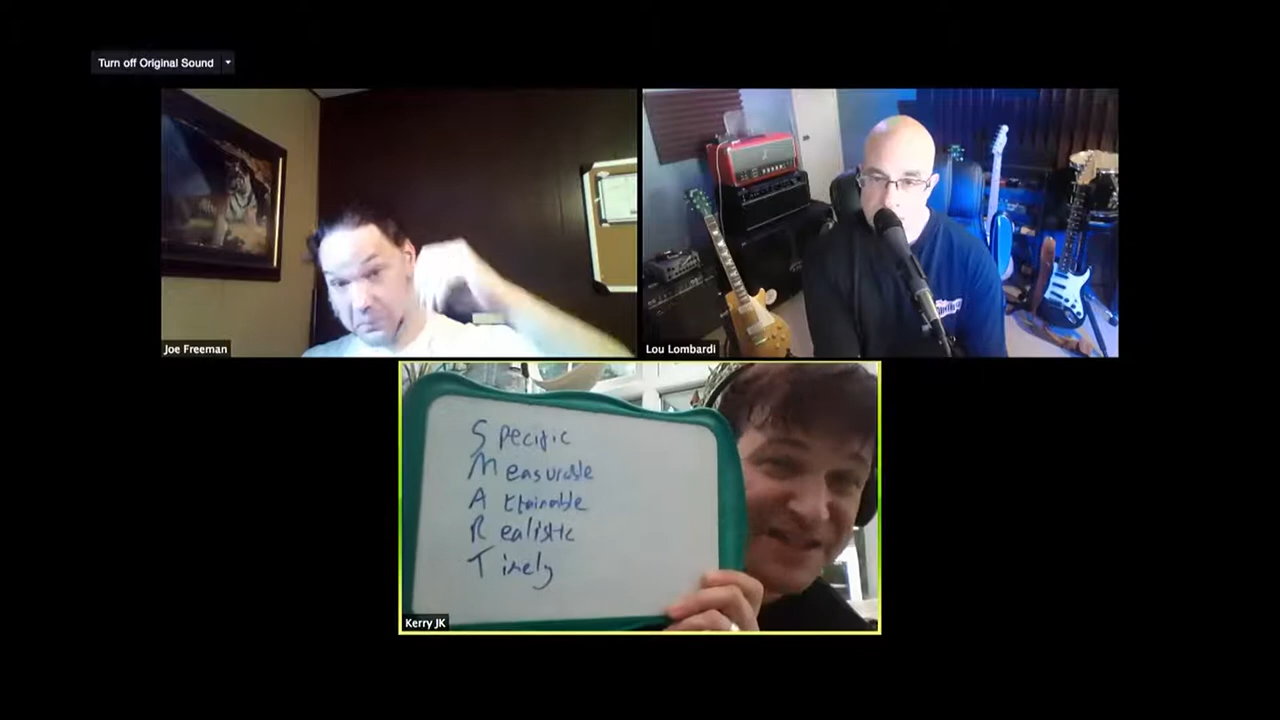 Turn off Original Sound
Joe Freeman
Lou Lombardi
Specific
Measurable
Attainable
Realistic
Timely
Kerry JK